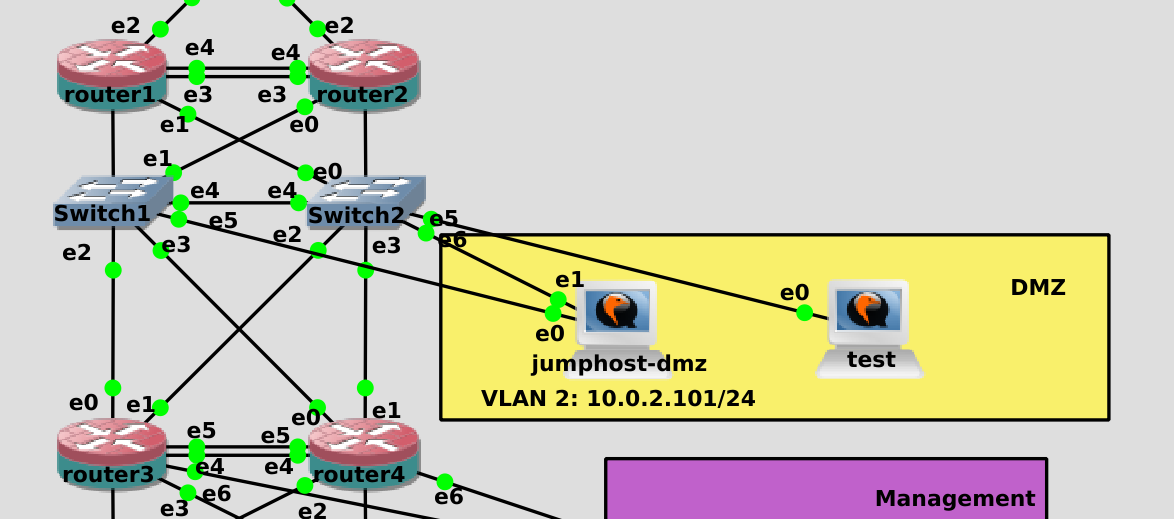 e2
e2
e4
e4
router1
e3
e3
router2
e1
e0
e1
e0
e4
e4
Switch1
e5
Switch2
e5
e2
e3
e2
e3
e6
e1
e0
DMZ
e0
jumphost-dmz
test
VLAN 2: 10.0.2.101/24
e0
e1
e0
e1
e5
e5
router3
e4
e4
router4
e6
e3
e2
e6
Management